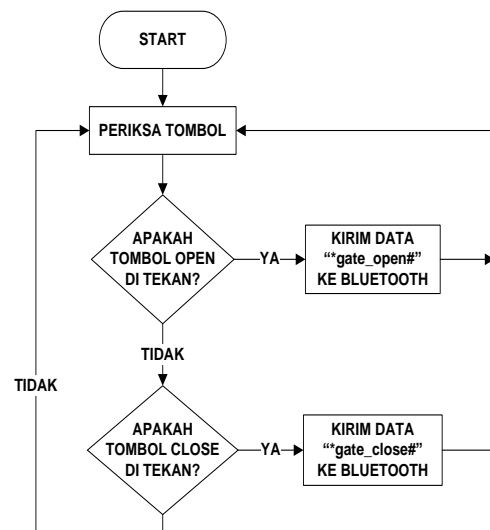 START
PERIKSA TOMBOL
APAKAH
TOMBOL OPEN
DI TEKAN?
YA
KIRIM DATA
“*gate_open#”
KE BLUETOOTH
TIDAK
TIDAK
APAKAH
TOMBOL CLOSE
DI TEKAN?
YA
KIRIM DATA
“*gate_close#”
KE BLUETOOTH